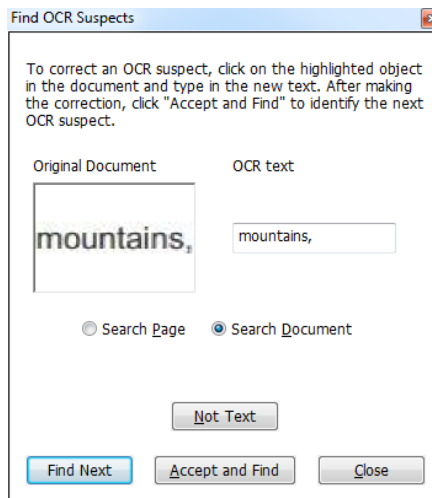 Find OCR Suspects
To correct an OCR suspect, click on the highlighted object
in the document and type in the new text. After making
the correction, click "Accept and Find" to identify the next
OCR suspect.
Original Document OCR text
mountains, mountains,
Search Page Search Document
Not Text
Find Next Accept and Find Close